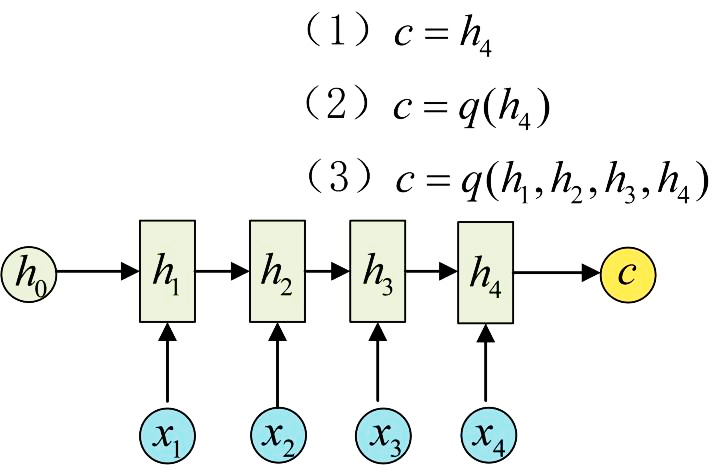 （1）c = h₄
（2）c = q(h₄)
（3）c = q(h₁, h₂, h₃, h₄)
h₀ h₁ h₂ h₃ h₄ c
x₁ x₂ x₃ x₄